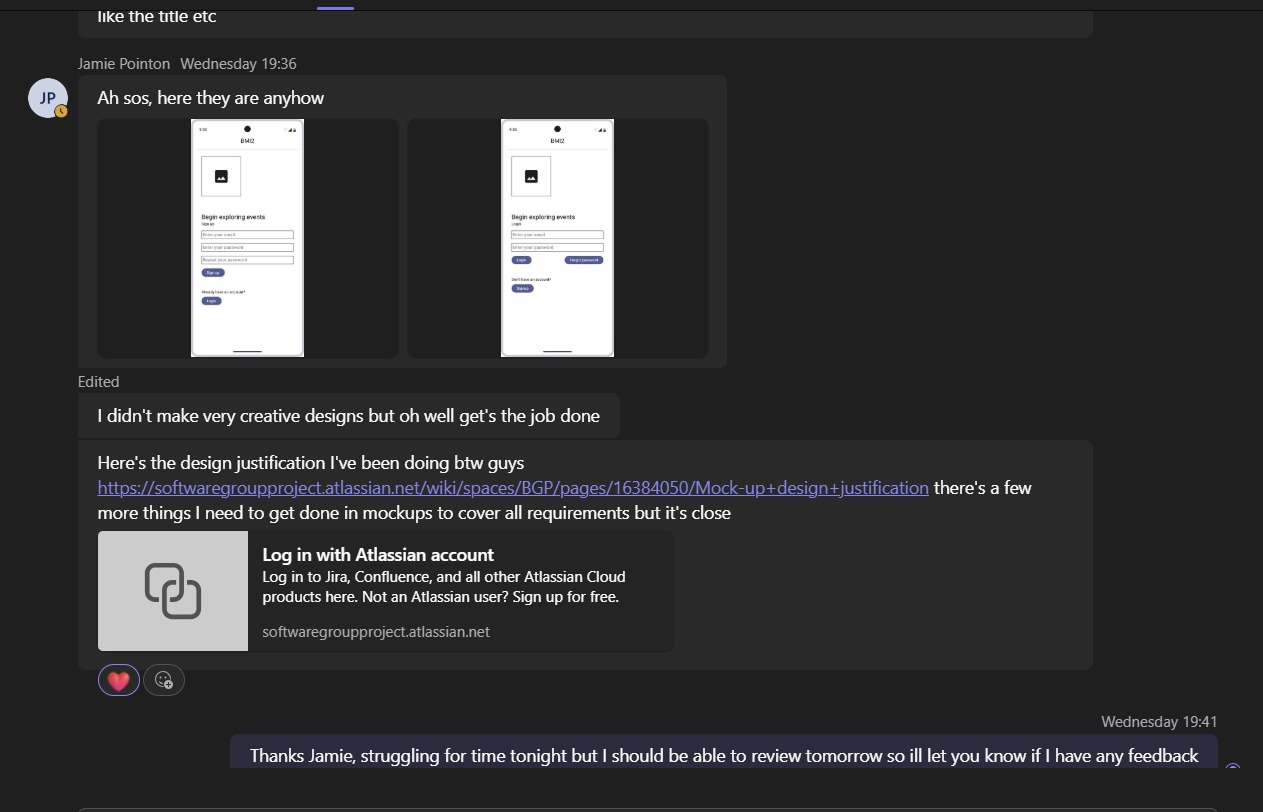 like the title etc
Jamie Pointon Wednesday 19:36
JP
Ah sos, here they are anyhow
9:30
BMI2
Begin exploring events
Sign up
Enter your email
Enter your password
Repeat your password
Sign up
Already have an account?
Login
9:30
BMI2
Begin exploring events
Login
Enter your email
Enter your password
Login Forgot password
Don't have an account?
Sign up
Edited
I didn't make very creative designs but oh well get's the job done
Here's the design justification I've been doing btw guys
https://softwaregroupproject.atlassian.net/wiki/spaces/BGP/pages/16384050/Mock-up+design+justification there's a few
more things I need to get done in mockups to cover all requirements but it's close
Log in with Atlassian account
Log in to Jira, Confluence, and all other Atlassian Cloud
products here. Not an Atlassian user? Sign up for free.
softwaregroupproject.atlassian.net
Wednesday 19:41
Thanks Jamie, struggling for time tonight but I should be able to review tomorrow so ill let you know if I have any feedback